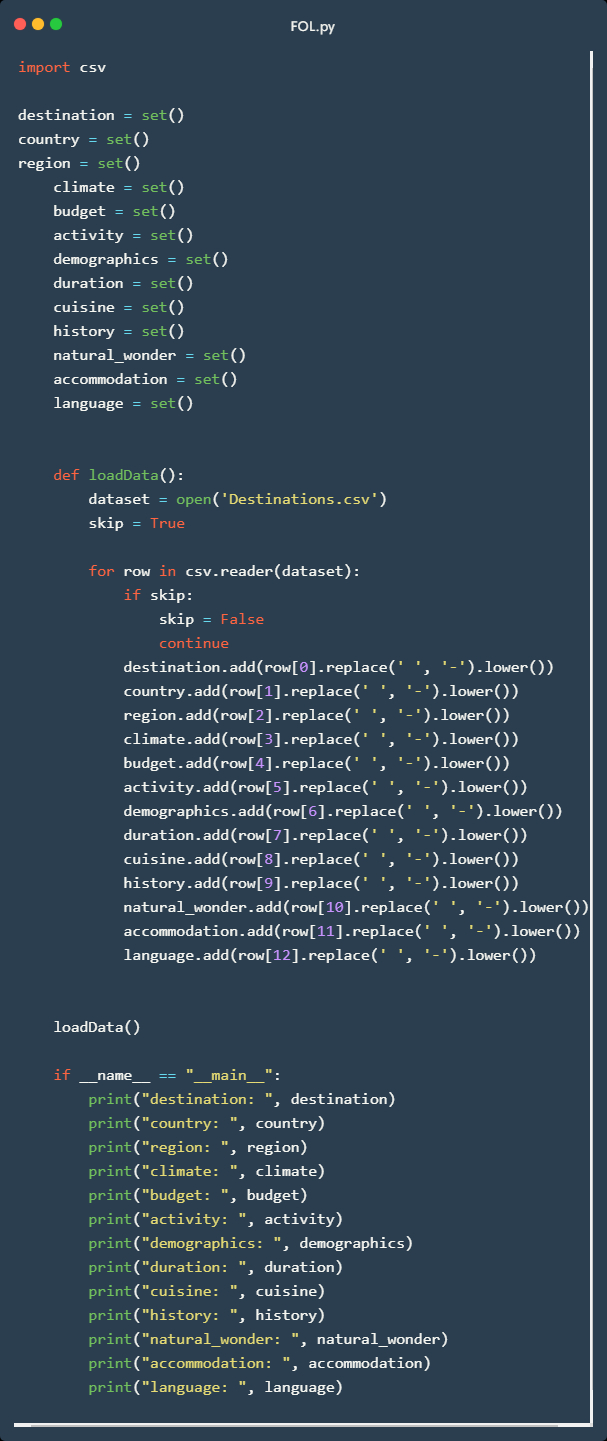 FOL.py
import csv

destination = set()
country = set()
region = set()
    climate = set()
    budget = set()
    activity = set()
    demographics = set()
    duration = set()
    cuisine = set()
    history = set()
    natural_wonder = set()
    accommodation = set()
    language = set()


    def loadData():
        dataset = open('Destinations.csv')
        skip = True

        for row in csv.reader(dataset):
            if skip:
                skip = False
                continue
            destination.add(row[0].replace(' ', '-').lower())
            country.add(row[1].replace(' ', '-').lower())
            region.add(row[2].replace(' ', '-').lower())
            climate.add(row[3].replace(' ', '-').lower())
            budget.add(row[4].replace(' ', '-').lower())
            activity.add(row[5].replace(' ', '-').lower())
            demographics.add(row[6].replace(' ', '-').lower())
            duration.add(row[7].replace(' ', '-').lower())
            cuisine.add(row[8].replace(' ', '-').lower())
            history.add(row[9].replace(' ', '-').lower())
            natural_wonder.add(row[10].replace(' ', '-').lower())
            accommodation.add(row[11].replace(' ', '-').lower())
            language.add(row[12].replace(' ', '-').lower())


    loadData()

    if __name__ == "__main__":
        print("destination: ", destination)
        print("country: ", country)
        print("region: ", region)
        print("climate: ", climate)
        print("budget: ", budget)
        print("activity: ", activity)
        print("demographics: ", demographics)
        print("duration: ", duration)
        print("cuisine: ", cuisine)
        print("history: ", history)
        print("natural_wonder: ", natural_wonder)
        print("accommodation: ", accommodation)
        print("language: ", language)